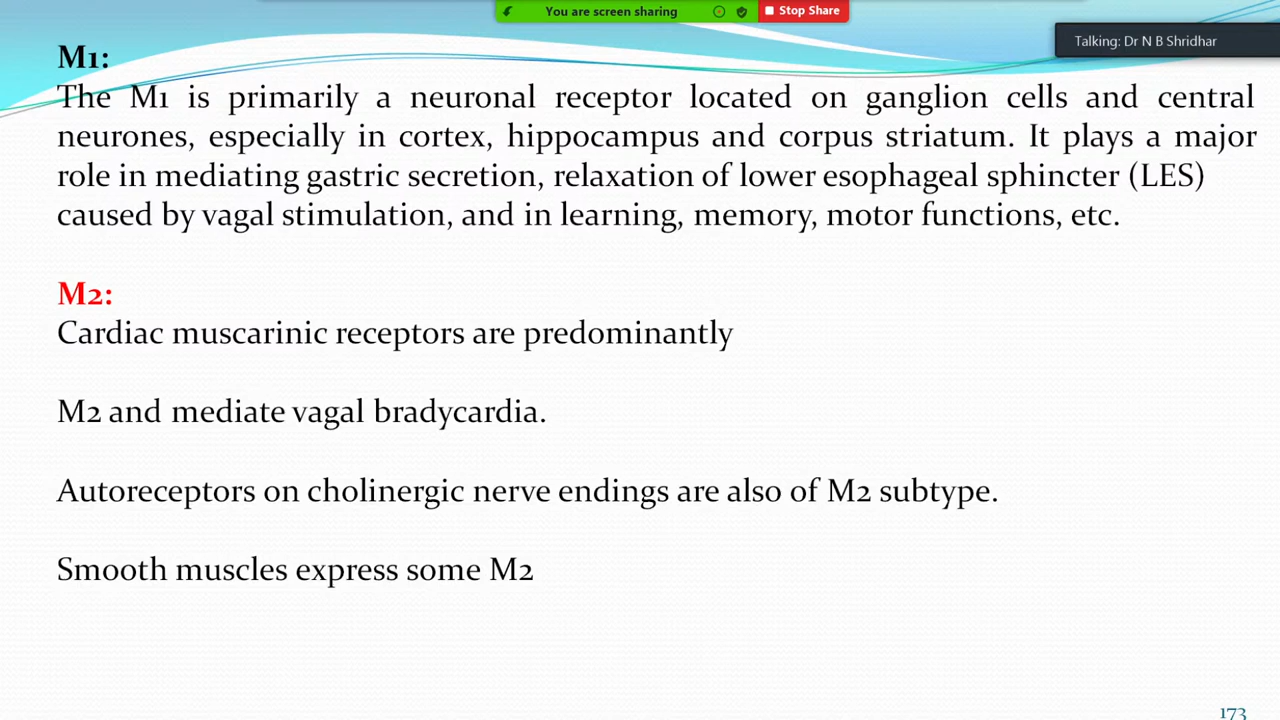 You are screen sharing
Stop Share
Talking: Dr N B Shridhar
M1:
The M1 is primarily a neuronal receptor located on ganglion cells and central
neurones, especially in cortex, hippocampus and corpus striatum. It plays a major
role in mediating gastric secretion, relaxation of lower esophageal sphincter (LES)
caused by vagal stimulation, and in learning, memory, motor functions, etc.
M2:
Cardiac muscarinic receptors are predominantly
M2 and mediate vagal bradycardia.
Autoreceptors on cholinergic nerve endings are also of M2 subtype.
Smooth muscles express some M2
173